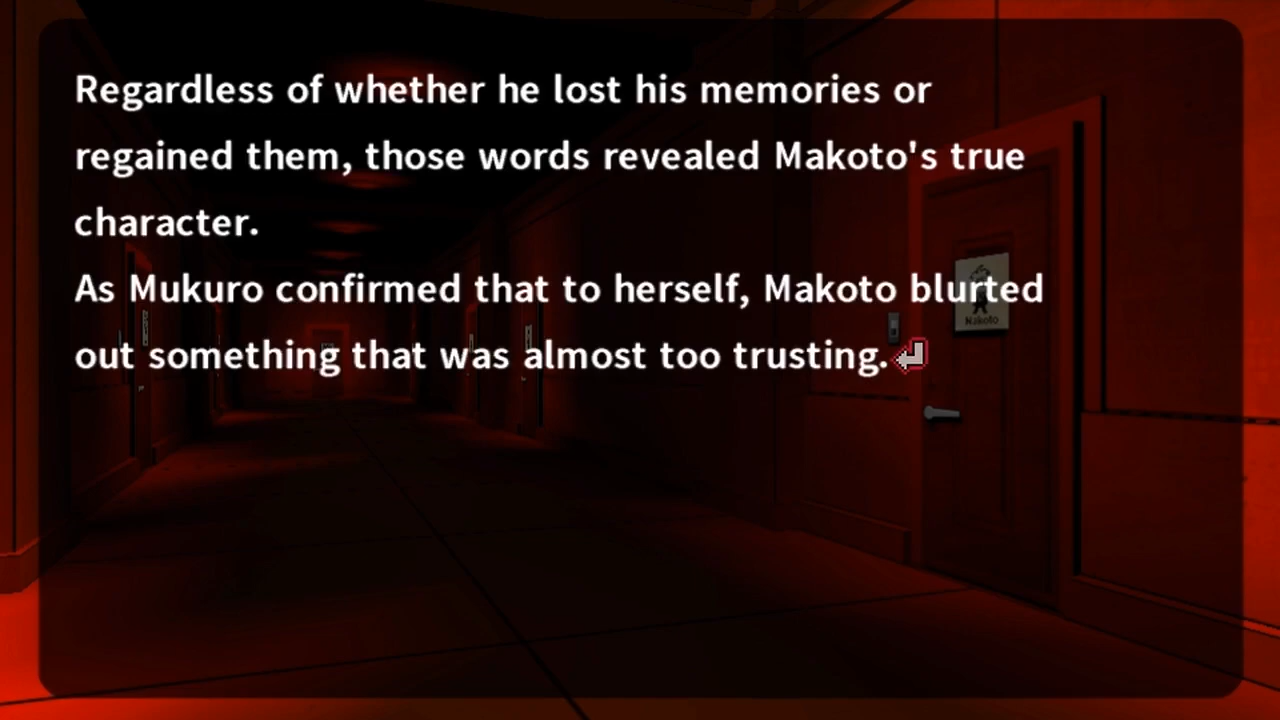 Regardless of whether he lost his memories or
regained them, those words revealed Makoto's true
character.
As Mukuro confirmed that to herself, Makoto blurted
out something that was almost too trusting.
Makoto